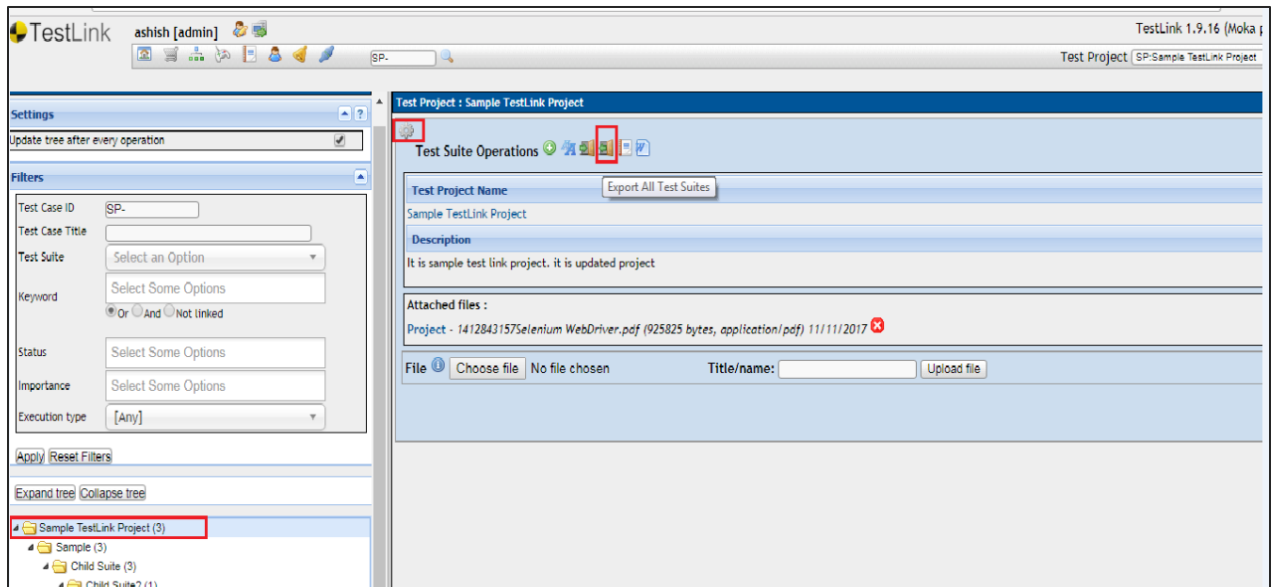 TestLink ashish [admin] TestLink 1.9.16 (Moka
SP- Test Project SP:Sample TestLink Project
Settings ?
Update tree after every operation
Filters
Test Case ID SP-
Test Case Title
Test Suite Select an Option
Keyword Select Some Options
Or And Not linked
Status Select Some Options
Importance Select Some Options
Execution type [Any]
Apply Reset Filters
Expand tree Collapse tree
Sample TestLink Project (3)
Sample (3)
Child Suite (3)
Child Suite2 (1)
Test Project : Sample TestLink Project
Test Suite Operations
Export All Test Suites
Test Project Name
Sample TestLink Project
Description
It is sample test link project. it is updated project
Attached files :
Project - 1412843157Selenium WebDriver.pdf (925825 bytes, application/pdf) 11/11/2017
File Choose file No file chosen Title/name: Upload file